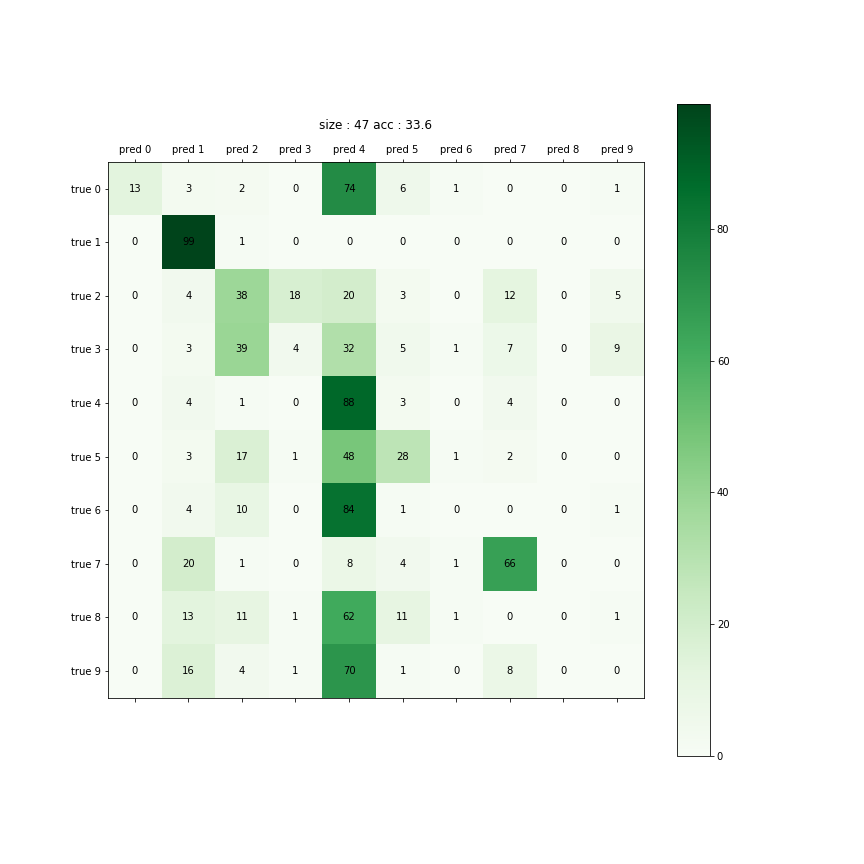 size : 47 acc : 33.6
pred 0 pred 1 pred 2 pred 3 pred 4 pred 5 pred 6 pred 7 pred 8 pred 9
true 0 13 3 2 0 74 6 1 0 0 1
true 1 0 99 1 0 0 0 0 0 0 0
true 2 0 4 38 18 20 3 0 12 0 5
true 3 0 3 39 4 32 5 1 7 0 9
true 4 0 4 1 0 88 3 0 4 0 0
true 5 0 3 17 1 48 28 1 2 0 0
true 6 0 4 10 0 84 1 0 0 0 1
true 7 0 20 1 0 8 4 1 66 0 0
true 8 0 13 11 1 62 11 1 0 0 1
true 9 0 16 4 1 70 1 0 8 0 0
80
60
40
20
0